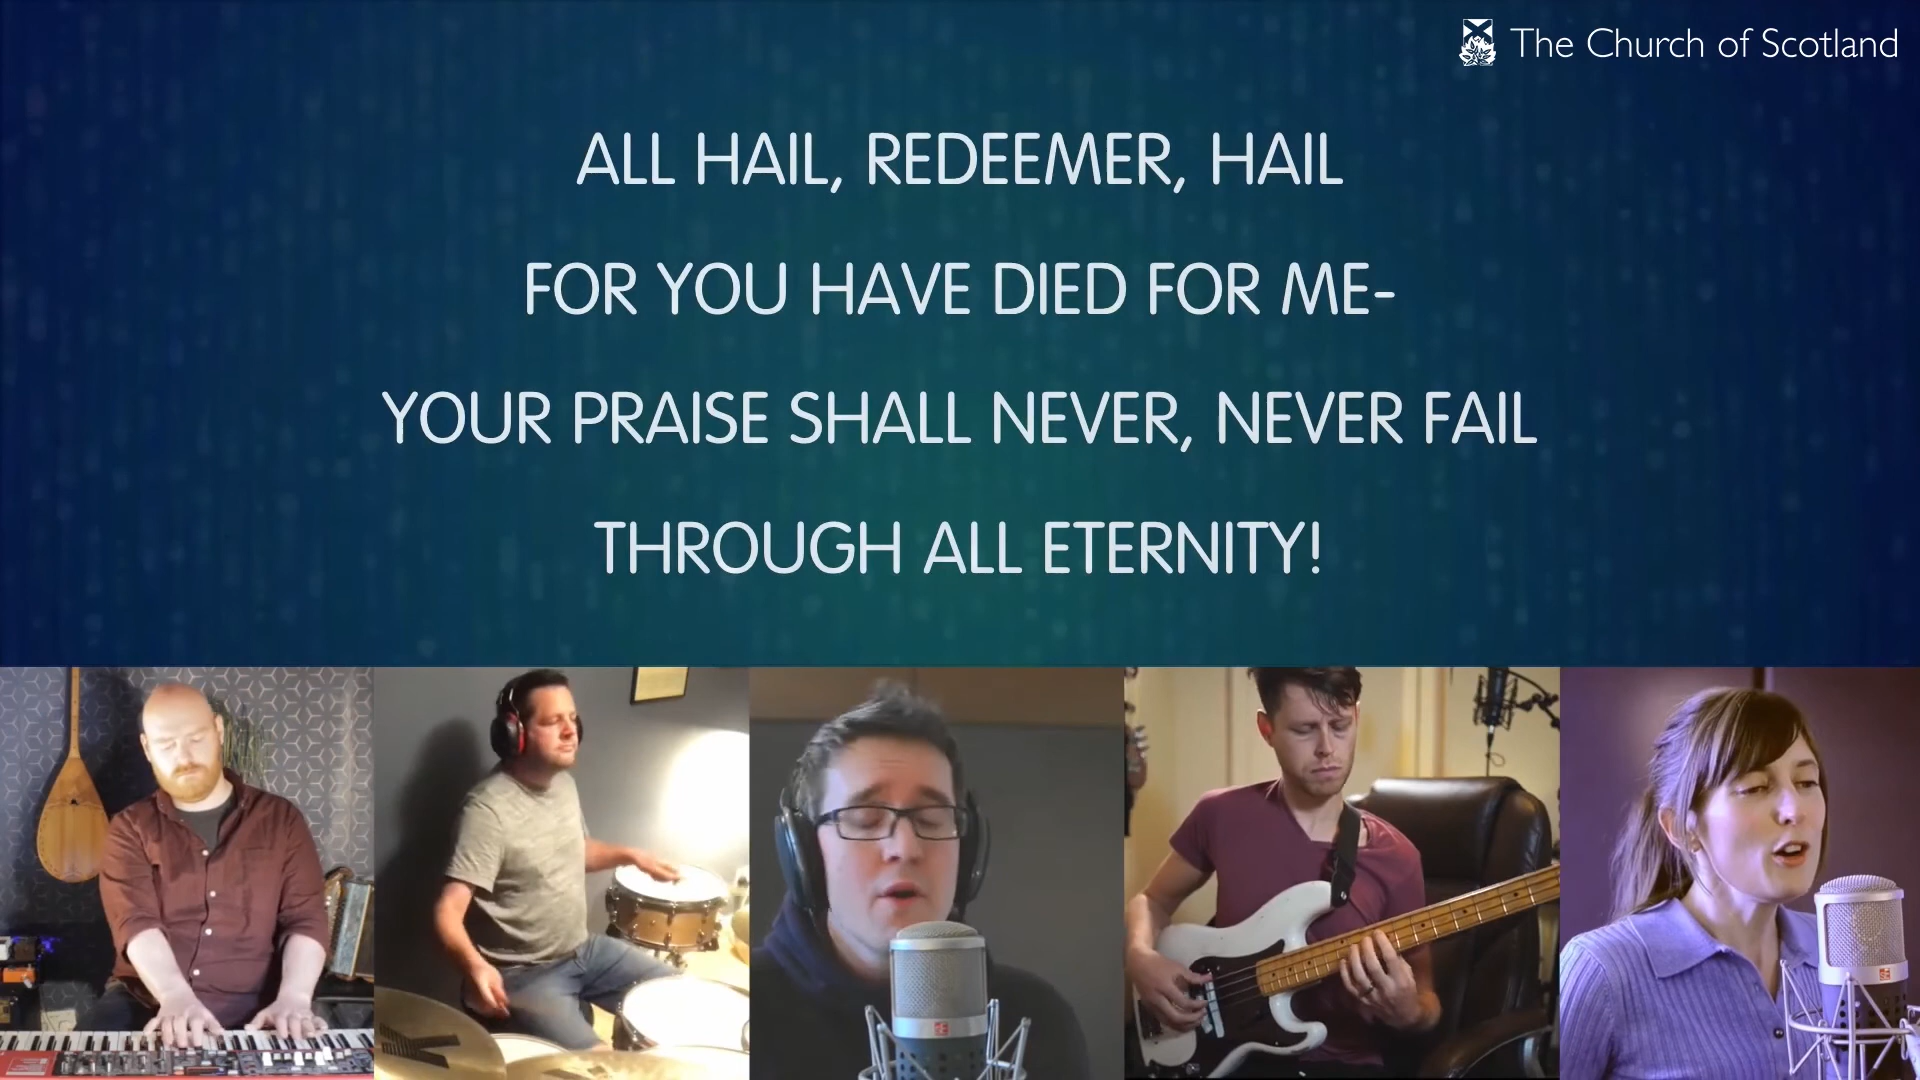 The Church of Scotland
ALL HAIL, REDEEMER, HAIL
FOR YOU HAVE DIED FOR ME-
YOUR PRAISE SHALL NEVER, NEVER FAIL
THROUGH ALL ETERNITY!